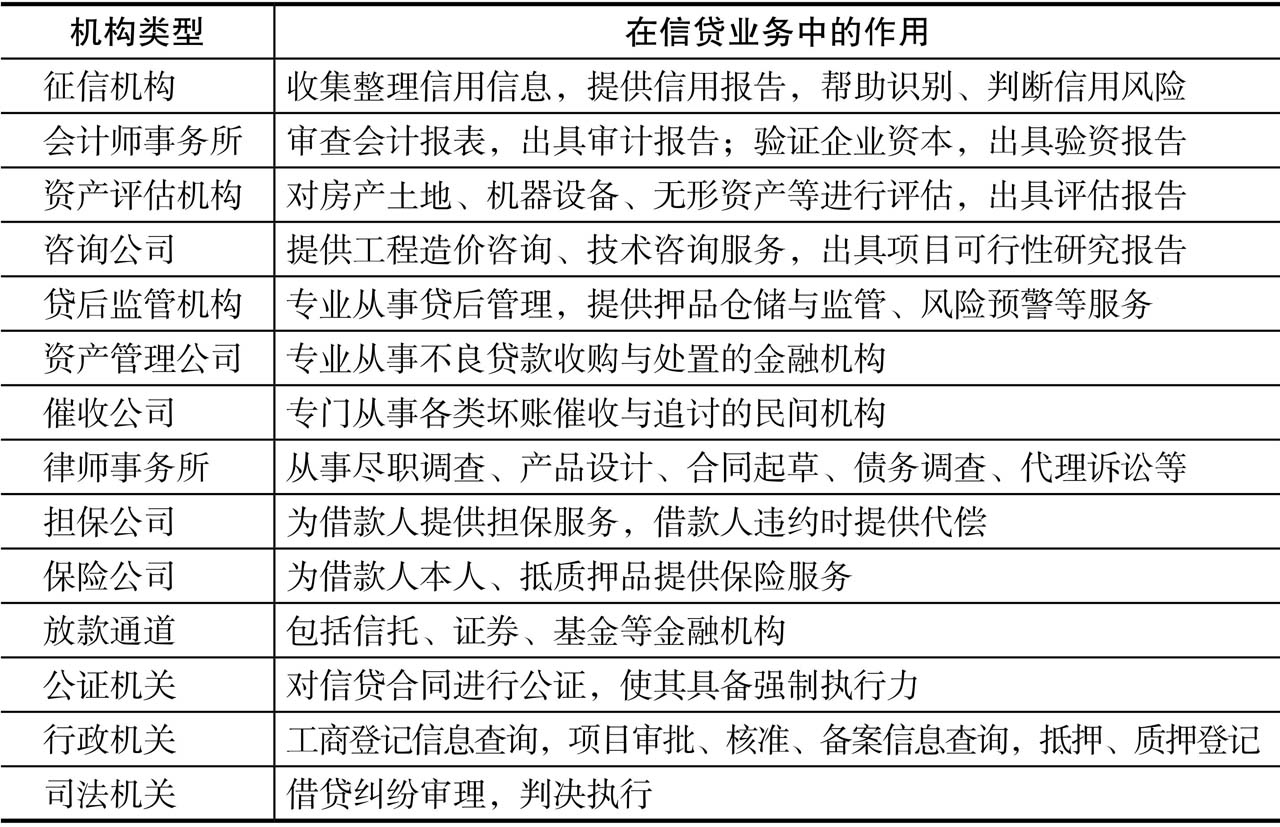 机构类型 在信贷业务中的作用
征信机构 收集整理信用信息，提供信用报告，帮助识别、判断信用风险
会计师事务所 审查会计报表，出具审计报告；验证企业资本，出具验资报告
资产评估机构 对房产土地、机器设备、无形资产等进行评估，出具评估报告
咨询公司 提供工程造价咨询、技术咨询服务，出具项目可行性研究报告
贷后监管机构 专业从事贷后管理，提供押品仓储与监管、风险预警等服务
资产管理公司 专业从事不良贷款收购与处置的金融机构
催收公司 专门从事各类坏账催收与追讨的民间机构
律师事务所 从事尽职调查、产品设计、合同起草、债务调查、代理诉讼等
担保公司 为借款人提供担保服务，借款人违约时提供代偿
保险公司 为借款人本人、抵质押品提供保险服务
放款通道 包括信托、证券、基金等金融机构
公证机关 对信贷合同进行公证，使其具备强制执行力
行政机关 工商登记信息查询，项目审批、核准、备案信息查询，抵押、质押登记
司法机关 借贷纠纷审理，判决执行